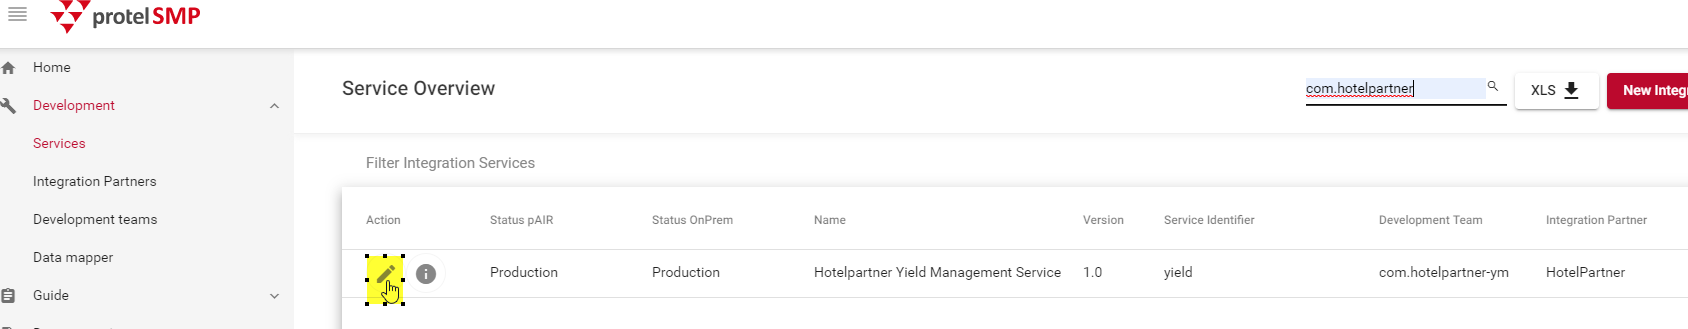 protel SMP
Home
Development
Services
Integration Partners
Development teams
Data mapper
Guide
Service Overview
com.hotelpartner
XLS
New Integr
Filter Integration Services
Action Status pAIR Status OnPrem Name Version Service Identifier Development Team Integration Partner
Production Production Hotelpartner Yield Management Service 1.0 yield com.hotelpartner-ym HotelPartner